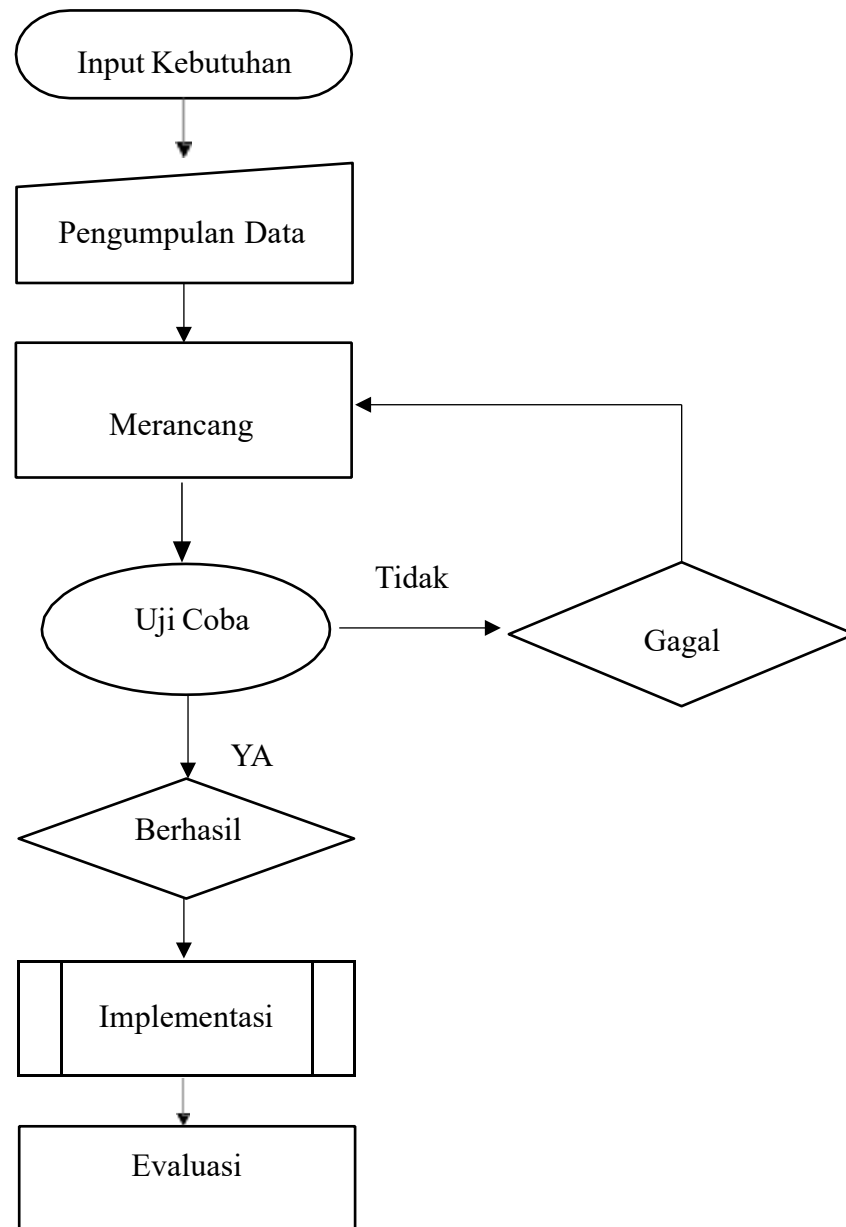 Input Kebutuhan
Pengumpulan Data
Merancang
Tidak
Uji Coba
Gagal
YA
Berhasil
Implementasi
Evaluasi